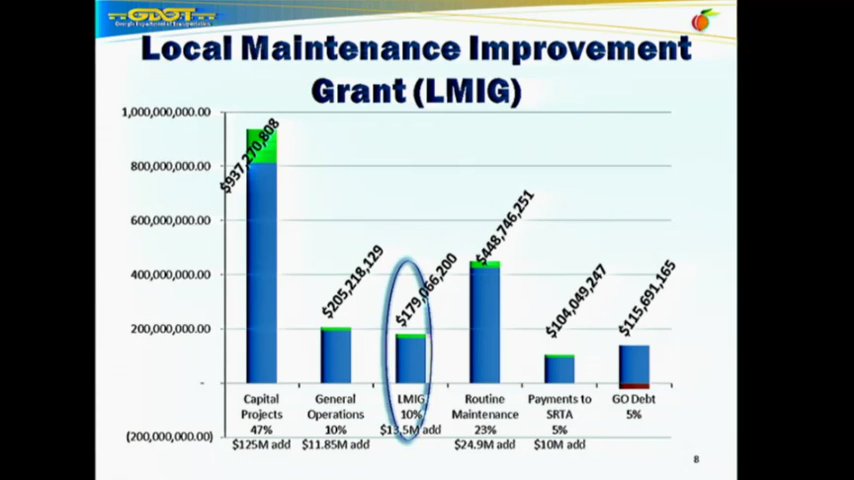 GDOT
Georgia Department of Transportation
Local Maintenance Improvement
Grant (LMIG)
1,000,000,000.00
800,000,000.00
600,000,000.00
400,000,000.00
200,000,000.00
-
(200,000,000.00)
$937,270,808
$205,218,129
$179,066,200
$448,746,251
$104,049,247
$115,691,165
Capital
Projects
47%
$125M add
General
Operations
10%
$11.85M add
LMIG
10%
$13.5M add
Routine
Maintenance
23%
$24.9M add
Payments to
SRTA
5%
$10M add
GO Debt
5%
8